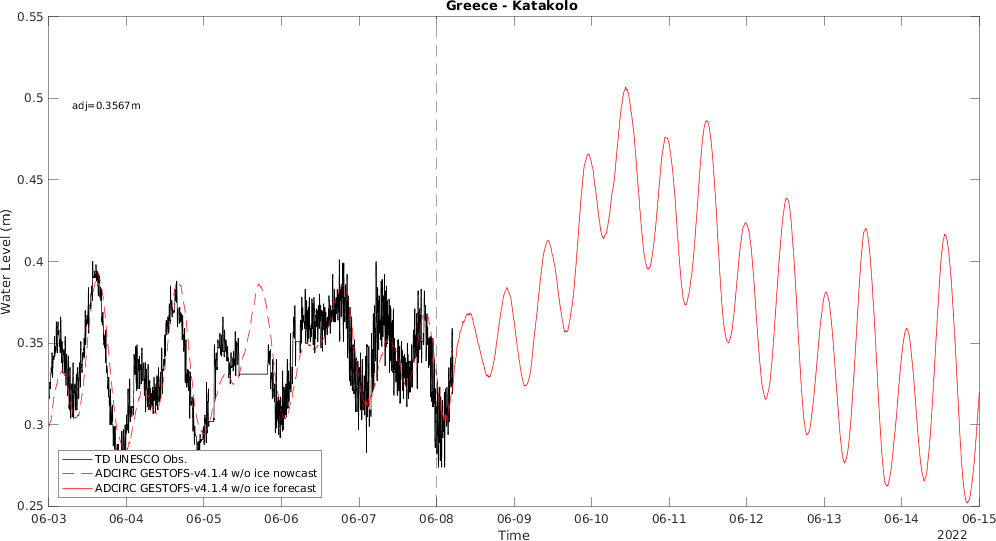 Greece - Katakolo
0.55
0.5
0.45
0.4
0.35
0.3
0.25
Water Level (m)
adj=0.3567m
TD UNESCO Obs.
ADCIRC GESTOFS-v4.1.4 w/o ice nowcast
ADCIRC GESTOFS-v4.1.4 w/o ice forecast
06-03 06-04 06-05 06-06 06-07 06-08 06-09 06-10 06-11 06-12 06-13 06-14 06-15
Time
2022